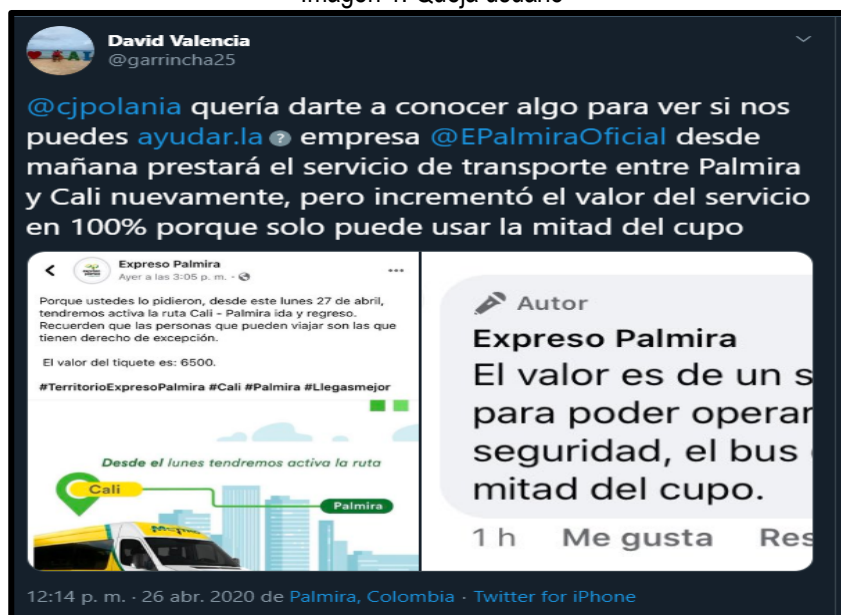 Imagen 1. Queja usuario
David Valencia
@garrincha25
@cjpolania quería darte a conocer algo para ver si nos
puedes ayudar.la ? empresa @EPalmiraOficial desde
mañana prestará el servicio de transporte entre Palmira
y Cali nuevamente, pero incrementó el valor del servicio
en 100% porque solo puede usar la mitad del cupo
Expreso Palmira
Ayer a las 3:05 p. m. ·
Porque ustedes lo pidieron, desde este lunes 27 de abril,
tendremos activa la ruta Cali - Palmira ida y regreso.
Recuerden que las personas que pueden viajar son las que
tienen derecho de excepción.
El valor del tiquete es: 6500.
#TerritorioExpresoPalmira #Cali #Palmira #Llegasmejor
Desde el lunes tendremos activa la ruta
Cali
Palmira
Autor
Expreso Palmira
El valor es de un s
para poder operar
seguridad, el bus
mitad del cupo.
1 h Me gusta Res
12:14 p. m. · 26 abr. 2020 de Palmira, Colombia · Twitter for iPhone